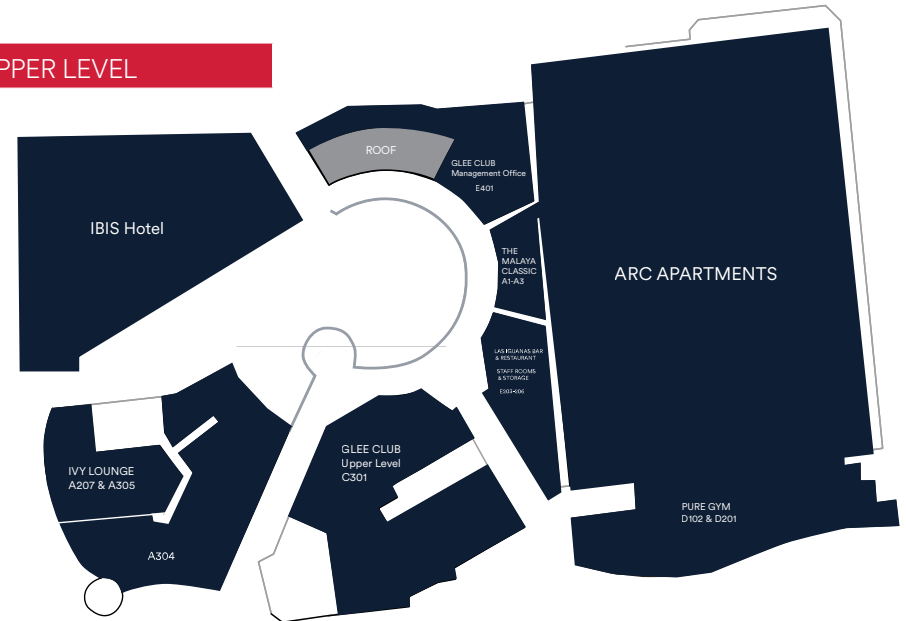 PPER LEVEL
ROOF
GLEE CLUB
Management Office
E401
IBIS Hotel
THE
MALAYA
CLASSIC
A1-A3
ARC APARTMENTS
LAS IGUANAS BAR
& RESTAURANT
STAFF ROOMS
& STORAGE
E203-206
GLEE CLUB
Upper Level
C301
IVY LOUNGE
A207 & A305
PURE GYM
D102 & D201
A304